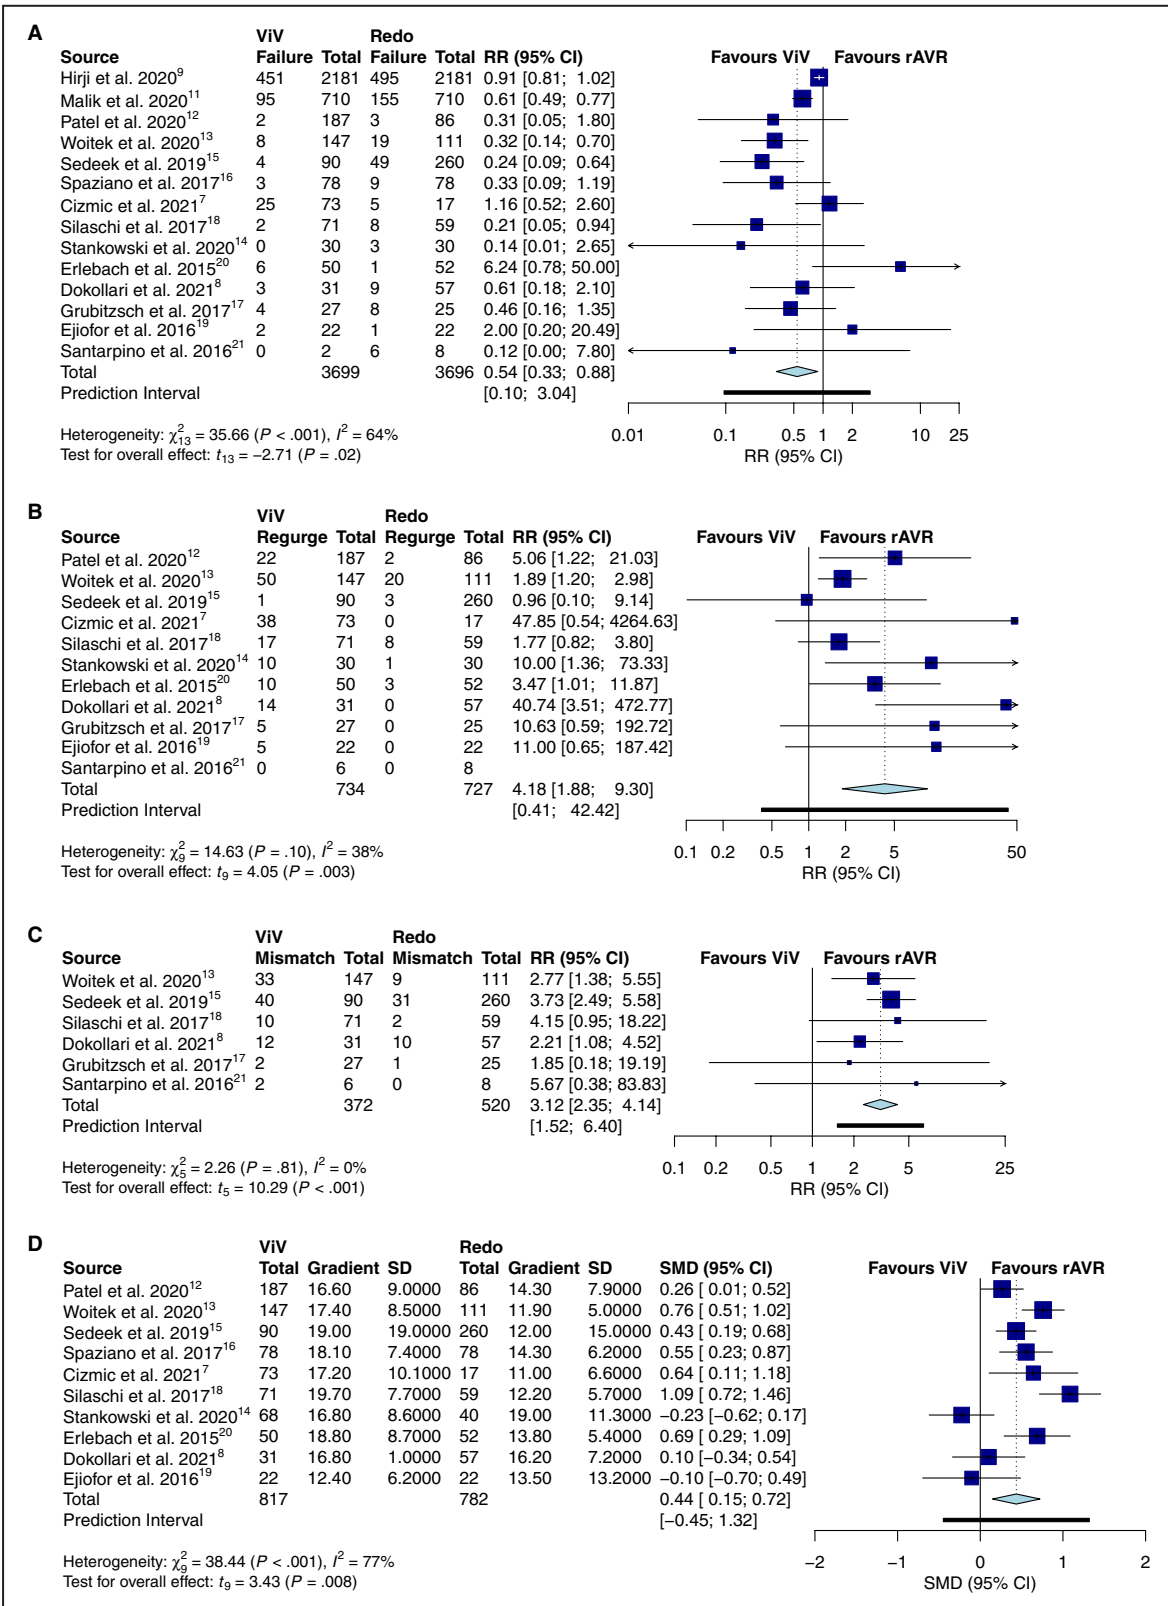 A
ViV Redo
Source Failure Total Failure Total RR (95% CI) Favours ViV Favours rAVR
Hirji et al. 2020⁹ 451 2181 495 2181 0.91 [0.81; 1.02]
Malik et al. 2020¹¹ 95 710 155 710 0.61 [0.49; 0.77]
Patel et al. 2020¹² 2 187 3 86 0.31 [0.05; 1.80]
Woitek et al. 2020¹³ 8 147 19 111 0.32 [0.14; 0.70]
Sedeek et al. 2019¹⁵ 4 90 49 260 0.24 [0.09; 0.64]
Spaziano et al. 2017¹⁶ 3 78 9 78 0.33 [0.09; 1.19]
Cizmic et al. 2021⁷ 25 73 5 17 1.16 [0.52; 2.60]
Silaschi et al. 2017¹⁸ 2 71 8 59 0.21 [0.05; 0.94]
Stankowski et al. 2020¹⁴ 0 30 3 30 0.14 [0.01; 2.65]
Erlebach et al. 2015²⁰ 6 50 1 52 6.24 [0.78; 50.00]
Dokollari et al. 2021⁸ 3 31 9 57 0.61 [0.18; 2.10]
Grubitzsch et al. 2017¹⁷ 4 27 8 25 0.46 [0.16; 1.35]
Ejiofor et al. 2016¹⁹ 2 22 1 22 2.00 [0.20; 20.49]
Santarpino et al. 2016²¹ 0 2 6 8 0.12 [0.00; 7.80]
Total 3699 3696 0.54 [0.33; 0.88]
Prediction Interval [0.10; 3.04]
0.01 0.1 0.5 1 2 10 25
RR (95% CI)
Heterogeneity: χ²₁₃ = 35.66 (P < .001), I² = 64%
Test for overall effect: t₁₃ = −2.71 (P = .02)
B
ViV Redo
Source Regurge Total Regurge Total RR (95% CI) Favours ViV Favours rAVR
Patel et al. 2020¹² 22 187 2 86 5.06 [1.22; 21.03]
Woitek et al. 2020¹³ 50 147 20 111 1.89 [1.20; 2.98]
Sedeek et al. 2019¹⁵ 1 90 3 260 0.96 [0.10; 9.14]
Cizmic et al. 2021⁷ 38 73 0 17 47.85 [0.54; 4264.63]
Silaschi et al. 2017¹⁸ 17 71 8 59 1.77 [0.82; 3.80]
Stankowski et al. 2020¹⁴ 10 30 1 30 10.00 [1.36; 73.33]
Erlebach et al. 2015²⁰ 10 50 3 52 3.47 [1.01; 11.87]
Dokollari et al. 2021⁸ 14 31 0 57 40.74 [3.51; 472.77]
Grubitzsch et al. 2017¹⁷ 5 27 0 25 10.63 [0.59; 192.72]
Ejiofor et al. 2016¹⁹ 5 22 0 22 11.00 [0.65; 187.42]
Santarpino et al. 2016²¹ 0 6 0 8
Total 734 727 4.18 [1.88; 9.30]
Prediction Interval [0.41; 42.42]
0.1 0.2 0.5 1 2 5 50
RR (95% CI)
Heterogeneity: χ²₉ = 14.63 (P = .10), I² = 38%
Test for overall effect: t₉ = 4.05 (P = .003)
C
ViV Redo
Source Mismatch Total Mismatch Total RR (95% CI) Favours ViV Favours rAVR
Woitek et al. 2020¹³ 33 147 9 111 2.77 [1.38; 5.55]
Sedeek et al. 2019¹⁵ 40 90 31 260 3.73 [2.49; 5.58]
Silaschi et al. 2017¹⁸ 10 71 2 59 4.15 [0.95; 18.22]
Dokollari et al. 2021⁸ 12 31 10 57 2.21 [1.08; 4.52]
Grubitzsch et al. 2017¹⁷ 2 27 1 25 1.85 [0.18; 19.19]
Santarpino et al. 2016²¹ 2 6 0 8 5.67 [0.38; 83.83]
Total 372 520 3.12 [2.35; 4.14]
Prediction Interval [1.52; 6.40]
0.1 0.2 0.5 1 2 5 25
RR (95% CI)
Heterogeneity: χ²₅ = 2.26 (P = .81), I² = 0%
Test for overall effect: t₅ = 10.29 (P < .001)
D
ViV Redo
Source Total Gradient SD Total Gradient SD SMD (95% CI) Favours ViV Favours rAVR
Patel et al. 2020¹² 187 16.60 9.0000 86 14.30 7.9000 0.26 [ 0.01; 0.52]
Woitek et al. 2020¹³ 147 17.40 8.5000 111 11.90 5.0000 0.76 [ 0.51; 1.02]
Sedeek et al. 2019¹⁵ 90 19.00 19.0000 260 12.00 15.0000 0.43 [ 0.19; 0.68]
Spaziano et al. 2017¹⁶ 78 18.10 7.4000 78 14.30 6.2000 0.55 [ 0.23; 0.87]
Cizmic et al. 2021⁷ 73 17.20 10.1000 17 11.00 6.6000 0.64 [ 0.11; 1.18]
Silaschi et al. 2017¹⁸ 71 19.70 7.7000 59 12.20 5.7000 1.09 [ 0.72; 1.46]
Stankowski et al. 2020¹⁴ 68 16.80 8.6000 40 19.00 11.3000 −0.23 [−0.62; 0.17]
Erlebach et al. 2015²⁰ 50 18.80 8.7000 52 13.80 5.4000 0.69 [ 0.29; 1.09]
Dokollari et al. 2021⁸ 31 16.80 1.0000 57 16.20 7.2000 0.10 [−0.34; 0.54]
Ejiofor et al. 2016¹⁹ 22 12.40 6.2000 22 13.50 13.2000 −0.10 [−0.70; 0.49]
Total 817 782 0.44 [ 0.15; 0.72]
Prediction Interval [−0.45; 1.32]
−2 −1 0 1 2
SMD (95% CI)
Heterogeneity: χ²₉ = 38.44 (P < .001), I² = 77%
Test for overall effect: t₉ = 3.43 (P = .008)